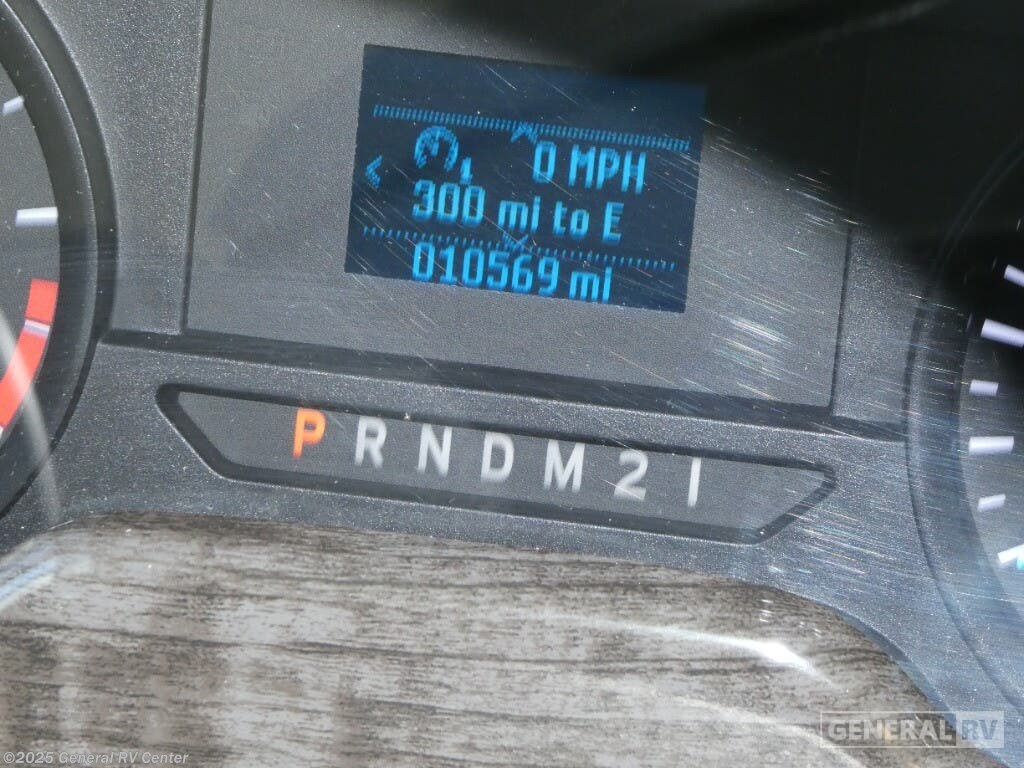 0 MPH
300 mi to E
010569 mi
P R N D M 2 1
GENERAL RV
©2025 General RV Center